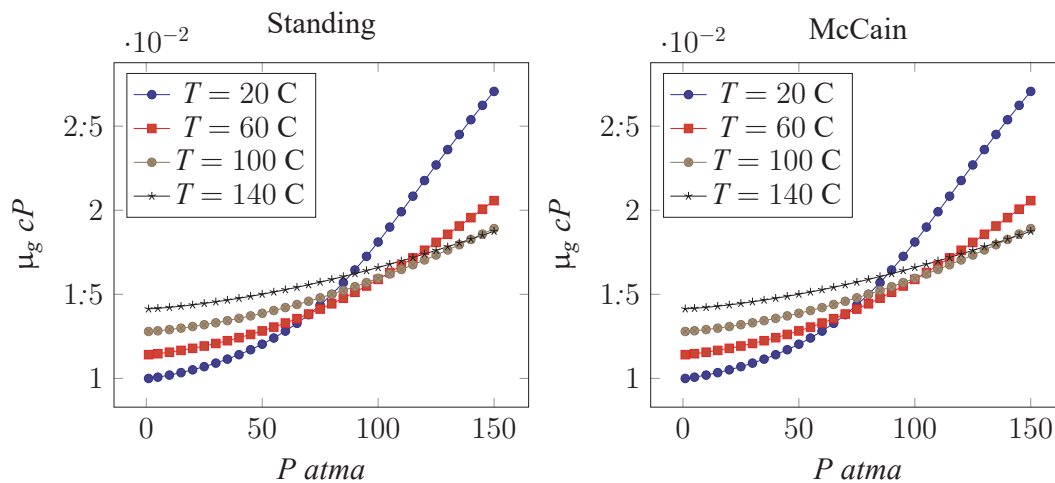 Standing
·10⁻²
T = 20 C
T = 60 C
T = 100 C
T = 140 C
2:5
2
1:5
1
μg cP
0
50
100
150
P atma
McCain
·10⁻²
T = 20 C
T = 60 C
T = 100 C
T = 140 C
2:5
2
1:5
1
μg cP
0
50
100
150
P atma